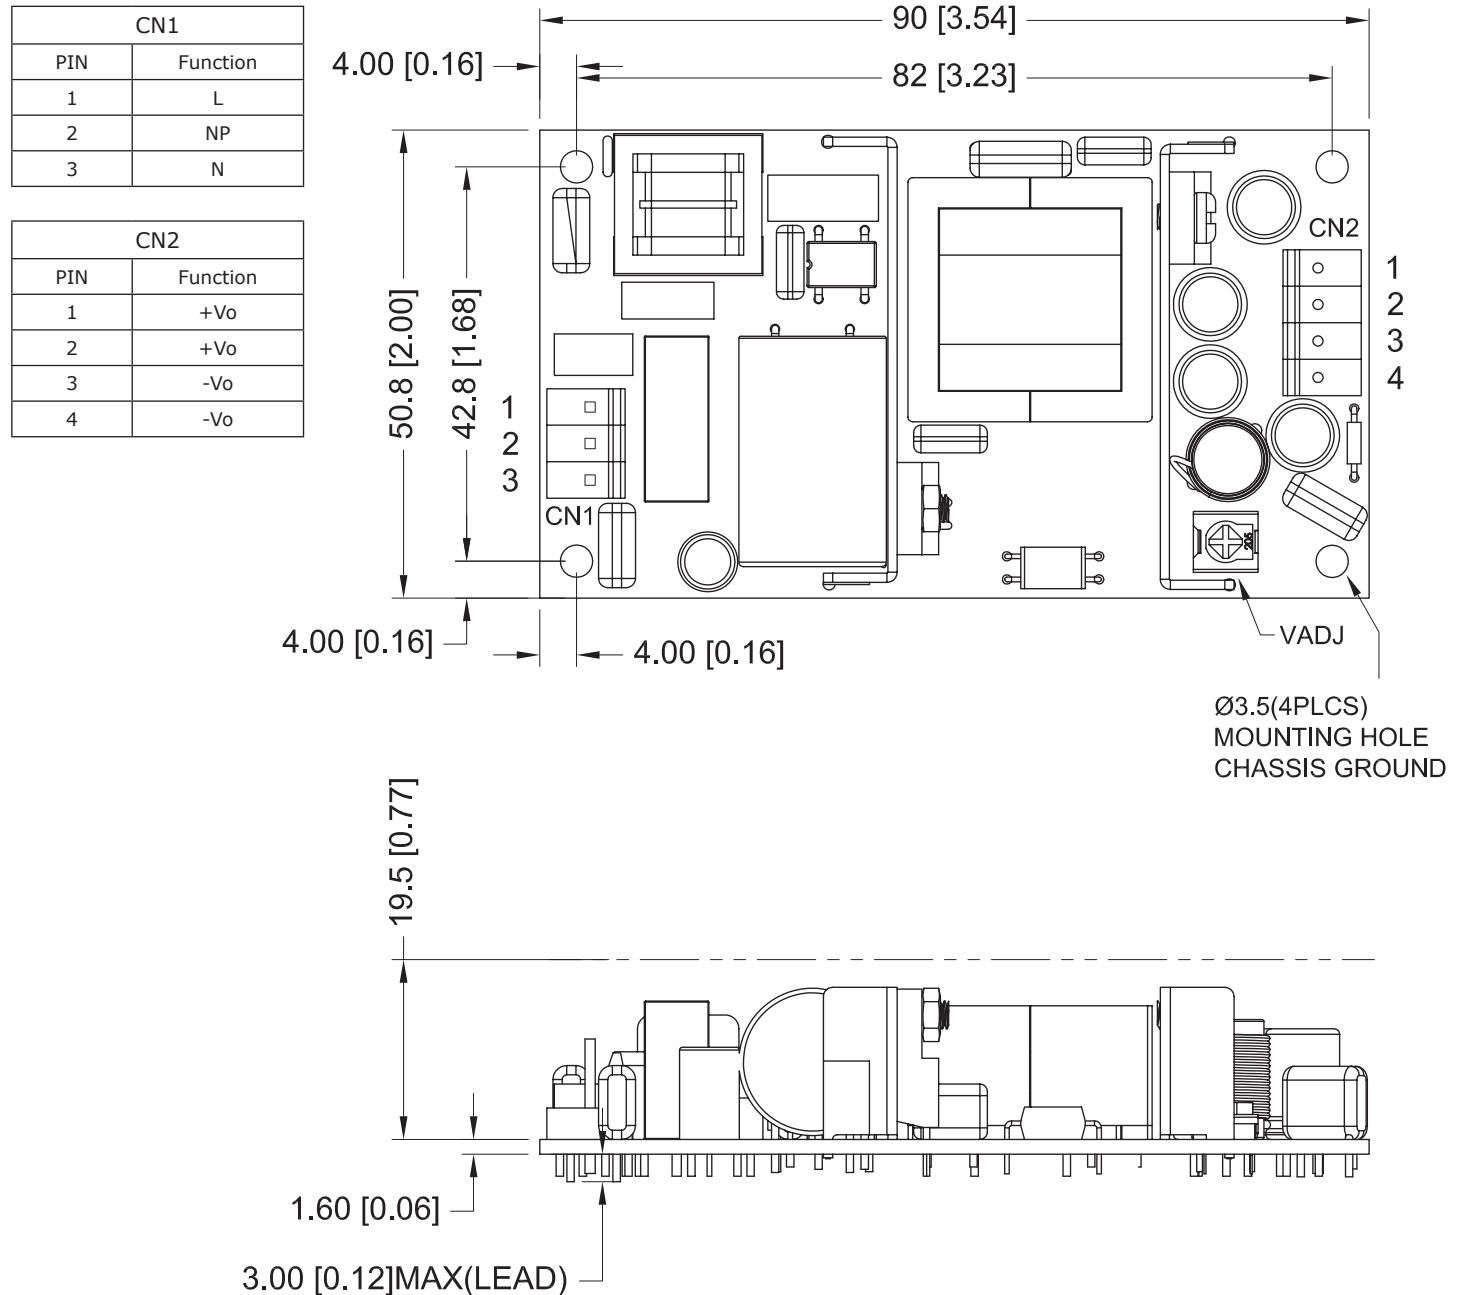 CN1
PIN Function
1 L
2 NP
3 N
CN2
PIN Function
1 +Vo
2 +Vo
3 -Vo
4 -Vo
90 [3.54]
4.00 [0.16]
82 [3.23]
50.8 [2.00]
42.8 [1.68]
CN2
1
2
3
4
1
2
3
CN1
205
4.00 [0.16]
4.00 [0.16]
VADJ
Ø3.5(4PLCS)
MOUNTING HOLE
CHASSIS GROUND
19.5 [0.77]
1.60 [0.06]
3.00 [0.12]MAX(LEAD)